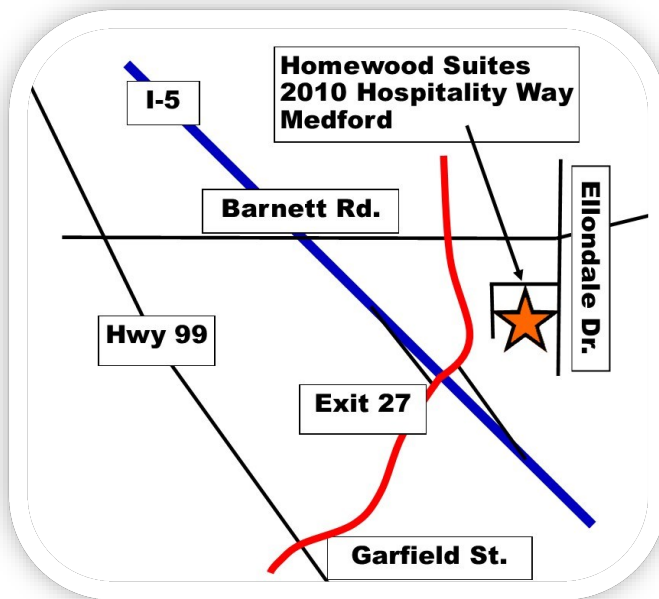 Homewood Suites
2010 Hospitality Way
Medford
I-5
Barnett Rd.
Ellondale Dr.
Hwy 99
Exit 27
Garfield St.